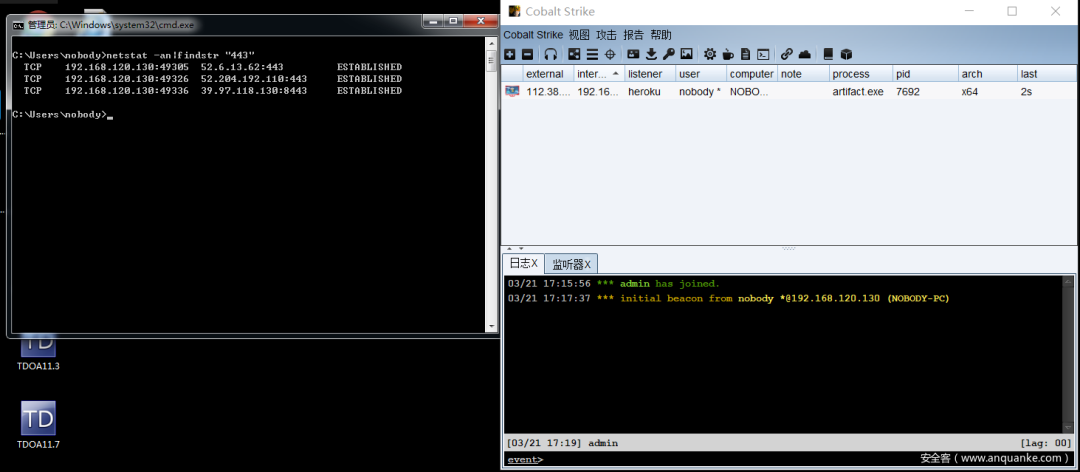 管理员: C:\Windows\system32\cmd.exe
C:\Users\nobody>netstat -an|findstr "443"
TCP 192.168.120.130:49305 52.6.13.62:443 ESTABLISHED
TCP 192.168.120.130:49326 52.204.192.110:443 ESTABLISHED
TCP 192.168.120.130:49336 39.97.118.130:8443 ESTABLISHED
C:\Users\nobody>
TD
TDOA11.3
TD
TDOA11.7
Cobalt Strike
Cobalt Strike 视图 攻击 报告 帮助
external inter... listener user computer note process pid arch last
112.38.... 192.16... heroku nobody * NOBO... artifact.exe 7692 x64 2s
日志X 监听器X
03/21 17:15:56 *** admin has joined.
03/21 17:17:37 *** initial beacon from nobody *@192.168.120.130 (NOBODY-PC)
[03/21 17:19] admin [lag: 00]
event>
安全客（www.anquanke.com）